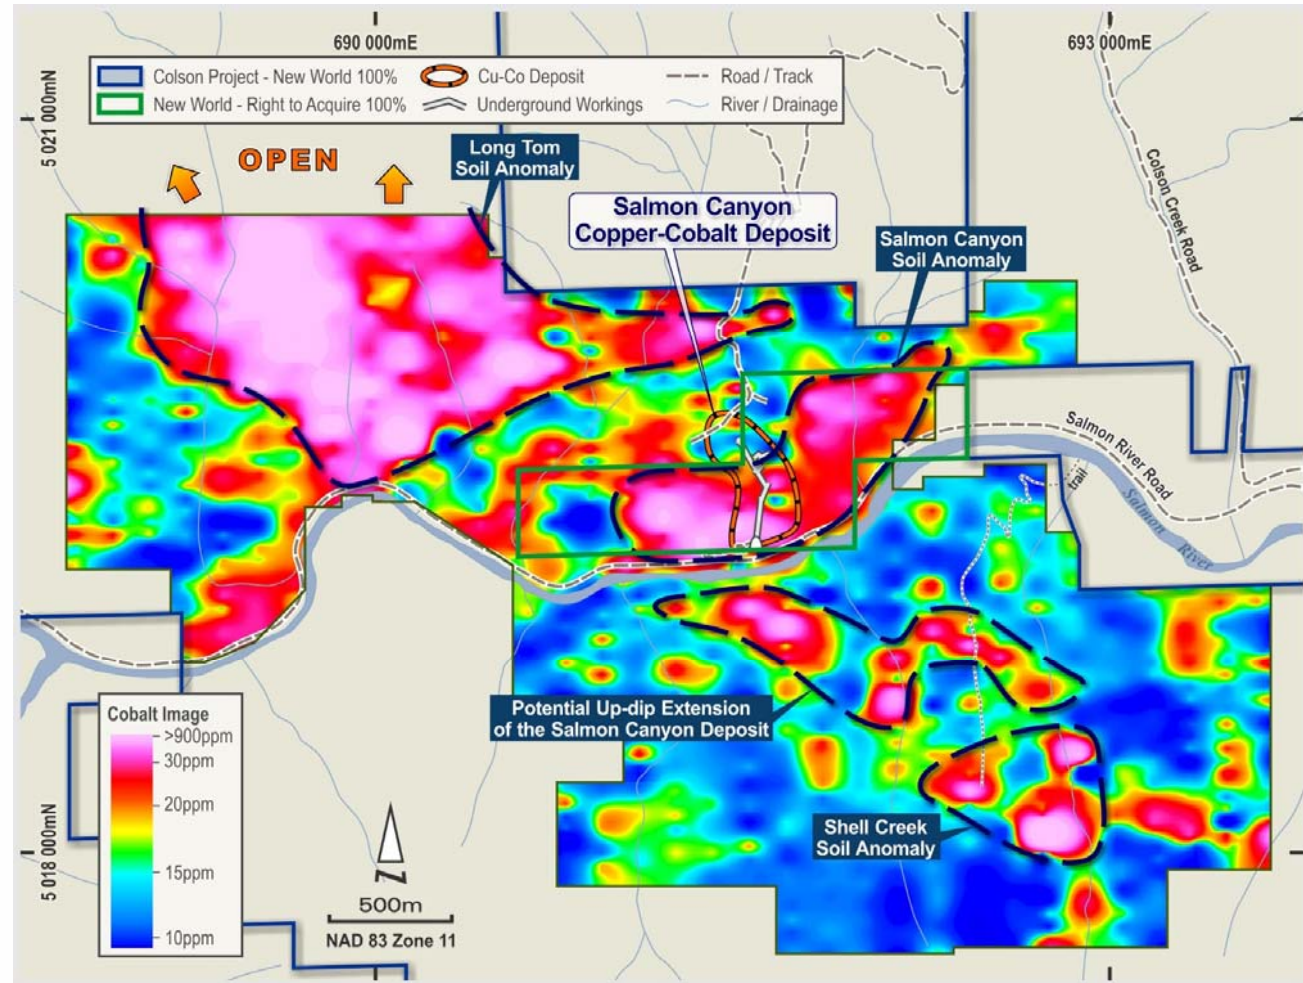 690 000mE
693 000mE
Colson Project - New World 100%
Cu-Co Deposit
Road / Track
New World - Right to Acquire 100%
Underground Workings
River / Drainage
5 021 000mN
OPEN
Long Tom
Soil Anomaly
Salmon Canyon
Copper-Cobalt Deposit
Salmon Canyon
Soil Anomaly
Colson Creek Road
Salmon River Road
trail
Salmon River
Potential Up-dip Extension
of the Salmon Canyon Deposit
Shell Creek
Soil Anomaly
Cobalt Image
>900ppm
30ppm
20ppm
15ppm
10ppm
5 018 000mN
N
500m
NAD 83 Zone 11